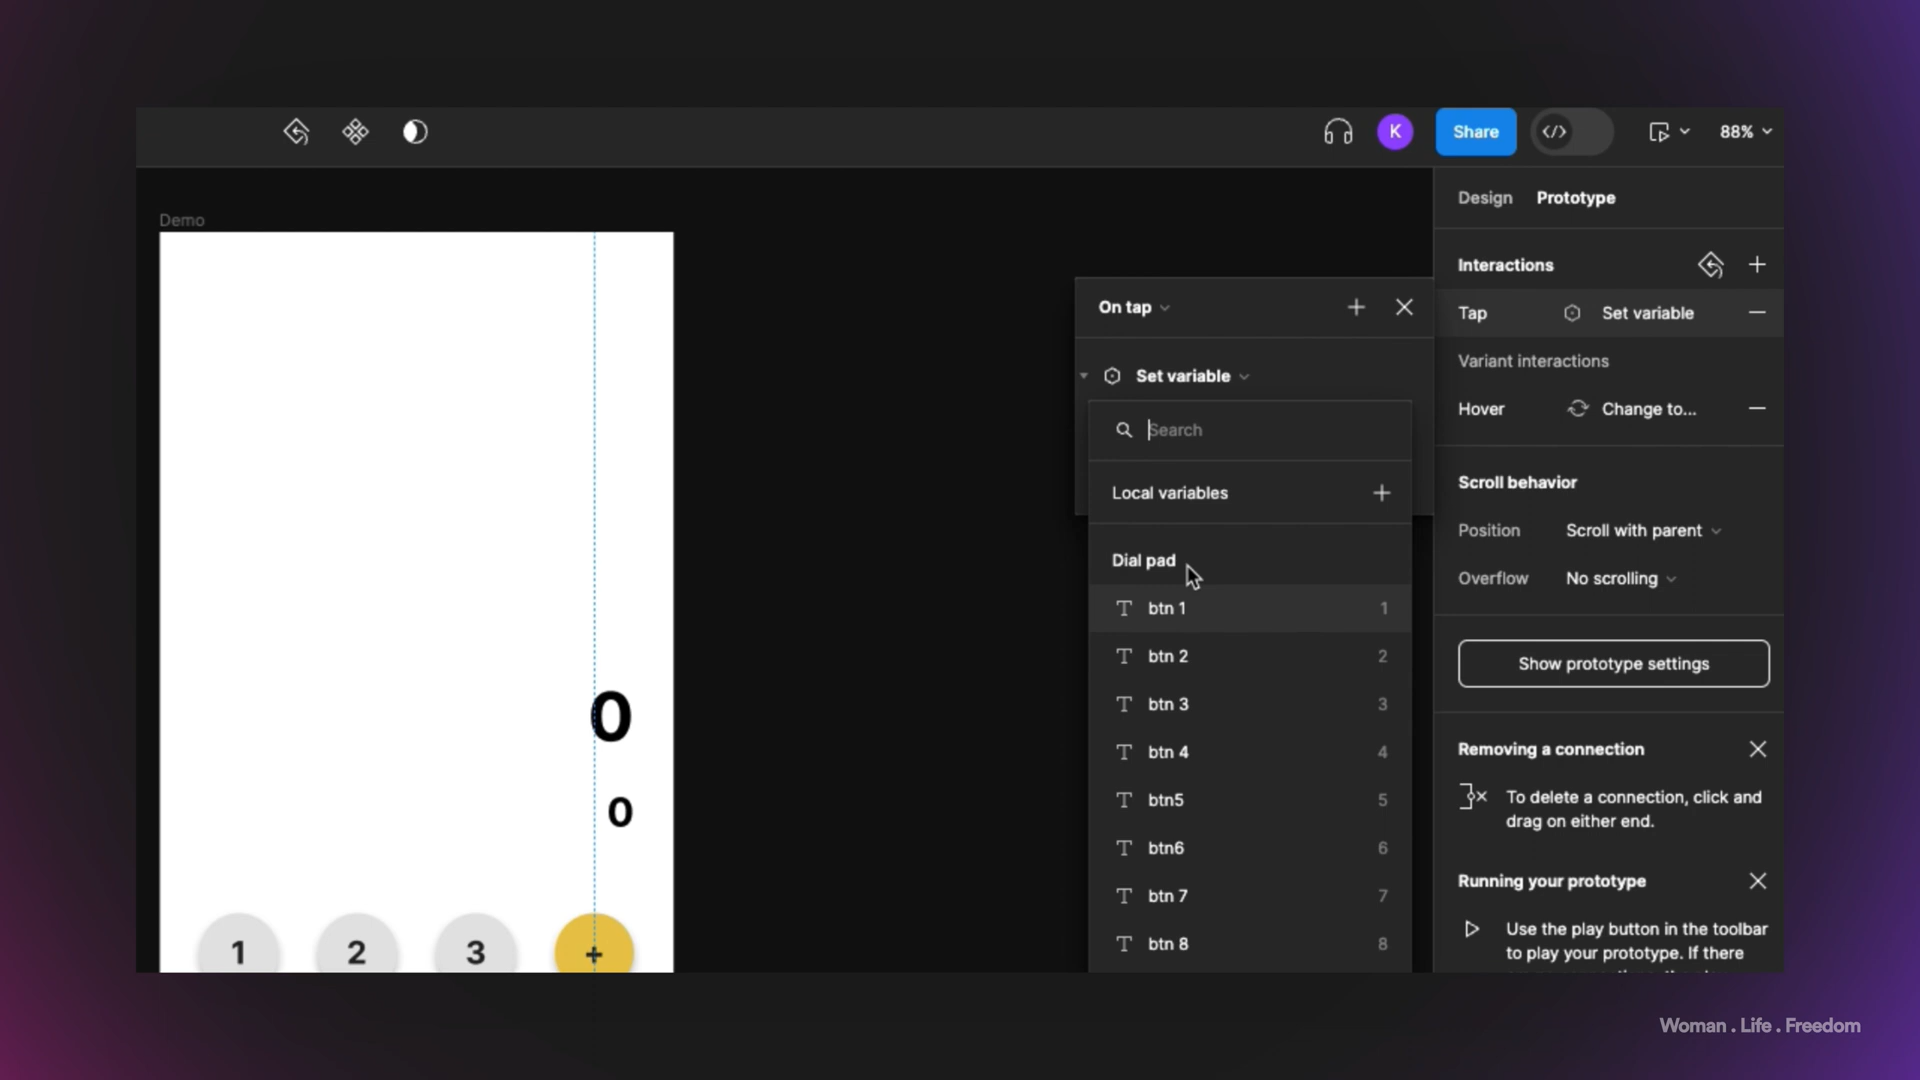 K
Share
88%
Demo
Design
Prototype
Interactions
On tap
Tap
Set variable
Variant interactions
Set variable
Hover
Change to...
Search
Scroll behavior
Local variables
Position
Scroll with parent
Dial pad
Overflow
No scrolling
btn 1
1
btn 2
2
Show prototype settings
btn 3
3
0
btn 4
4
Removing a connection
btn5
5
To delete a connection, click and
drag on either end.
0
btn6
6
btn 7
7
Running your prototype
btn 8
8
Use the play button in the toolbar
to play your prototype. If there
1
2
3
+
Woman . Life . Freedom